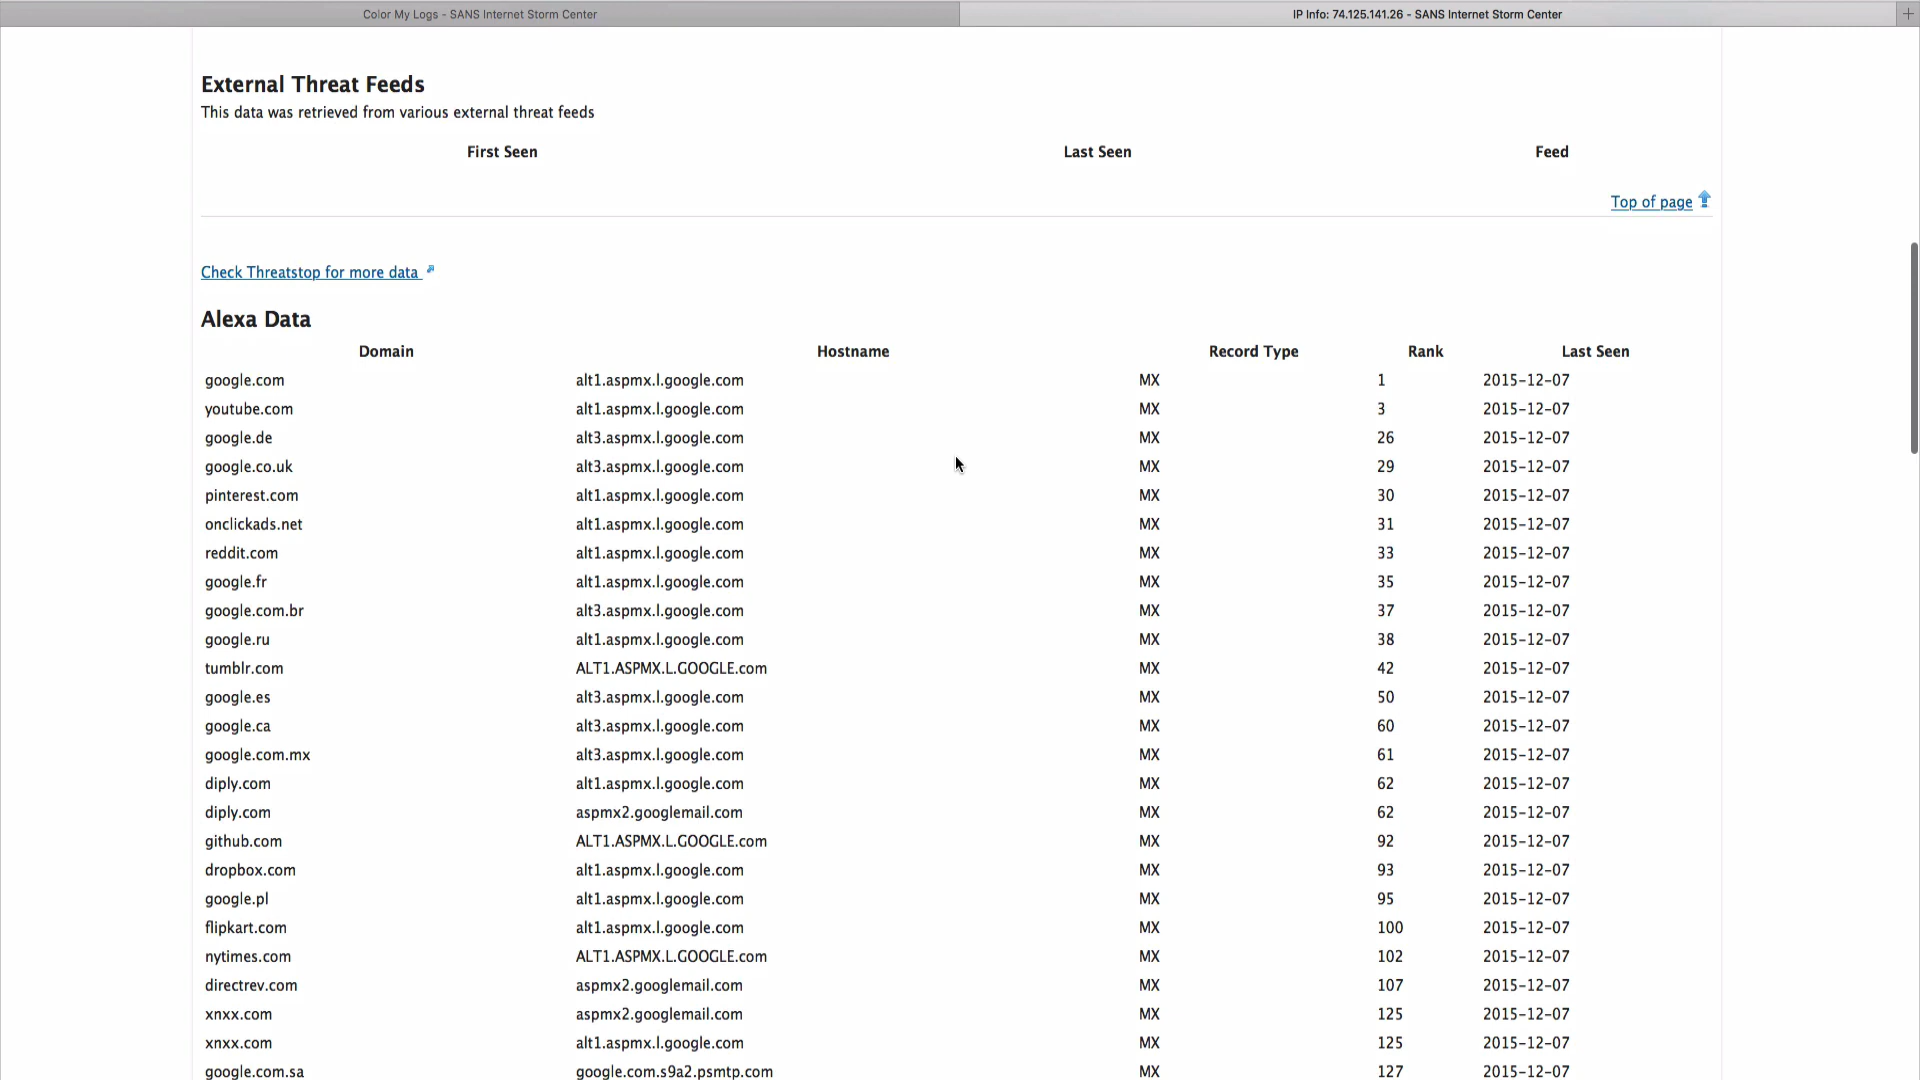 Color My Logs - SANS Internet Storm Center
IP Info: 74.125.141.26 - SANS Internet Storm Center
External Threat Feeds
This data was retrieved from various external threat feeds
First Seen Last Seen Feed
Top of page
Check Threatstop for more data
Alexa Data
Domain Hostname Record Type Rank Last Seen
google.com alt1.aspmx.l.google.com MX 1 2015-12-07
youtube.com alt1.aspmx.l.google.com MX 3 2015-12-07
google.de alt3.aspmx.l.google.com MX 26 2015-12-07
google.co.uk alt3.aspmx.l.google.com MX 29 2015-12-07
pinterest.com alt1.aspmx.l.google.com MX 30 2015-12-07
onclickads.net alt1.aspmx.l.google.com MX 31 2015-12-07
reddit.com alt1.aspmx.l.google.com MX 33 2015-12-07
google.fr alt1.aspmx.l.google.com MX 35 2015-12-07
google.com.br alt3.aspmx.l.google.com MX 37 2015-12-07
google.ru alt1.aspmx.l.google.com MX 38 2015-12-07
tumblr.com ALT1.ASPMX.L.GOOGLE.com MX 42 2015-12-07
google.es alt3.aspmx.l.google.com MX 50 2015-12-07
google.ca alt3.aspmx.l.google.com MX 60 2015-12-07
google.com.mx alt3.aspmx.l.google.com MX 61 2015-12-07
diply.com alt1.aspmx.l.google.com MX 62 2015-12-07
diply.com aspmx2.googlemail.com MX 62 2015-12-07
github.com ALT1.ASPMX.L.GOOGLE.com MX 92 2015-12-07
dropbox.com alt1.aspmx.l.google.com MX 93 2015-12-07
google.pl alt1.aspmx.l.google.com MX 95 2015-12-07
flipkart.com alt1.aspmx.l.google.com MX 100 2015-12-07
nytimes.com ALT1.ASPMX.L.GOOGLE.com MX 102 2015-12-07
directrev.com aspmx2.googlemail.com MX 107 2015-12-07
xnxx.com aspmx2.googlemail.com MX 125 2015-12-07
xnxx.com alt1.aspmx.l.google.com MX 125 2015-12-07
google.com.sa google.com.s9a2.psmtp.com MX 127 2015-12-07